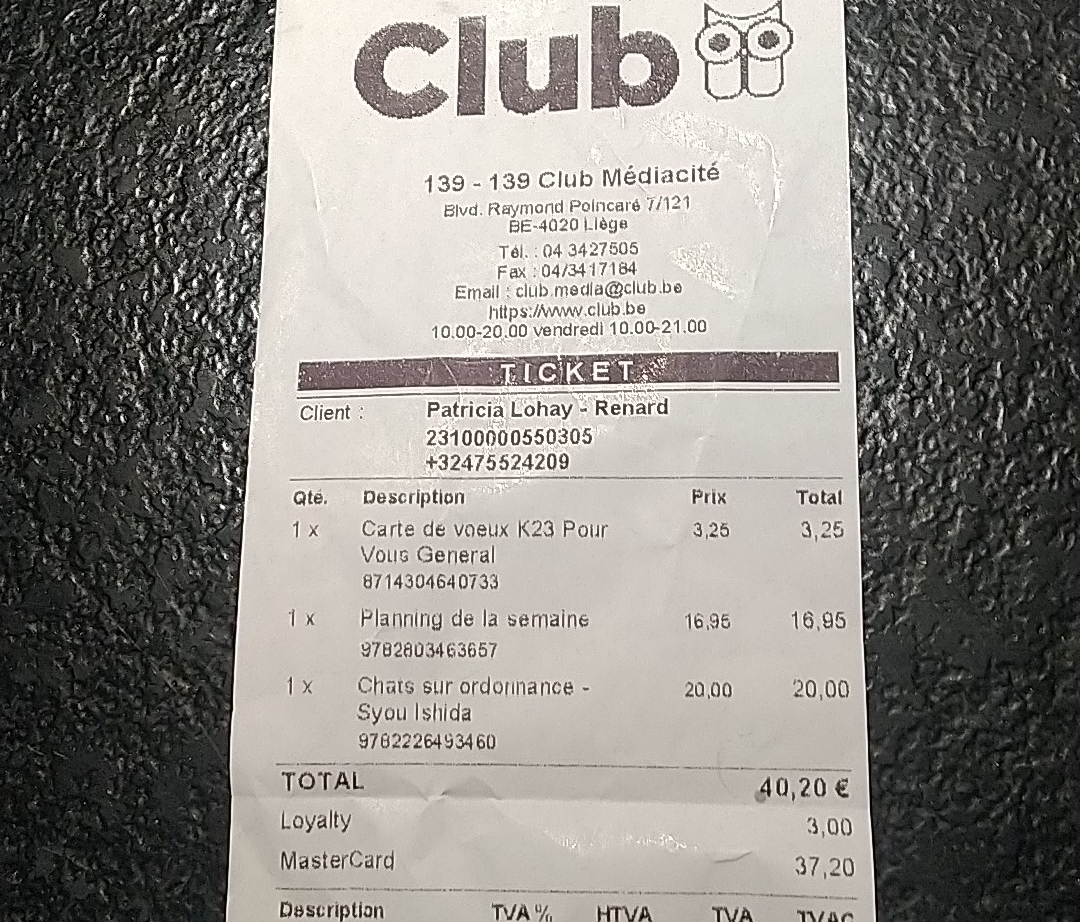 Club
139 - 139 Club Médiacité
Blvd. Raymond Poincaré 7/121
BE-4020 Liège
Tél. : 04 3427505
Fax : 04/3417184
Email : club.media@club.be
https://www.club.be
10.00-20.00 vendredi 10.00-21.00
TICKET
Client : Patricia Lohay - Renard
23100000550305
+32475524209
Qté. Description Prix Total
1 x Carte de voeux K23 Pour 3,25 3,25
Vous General
8714304640733
1 x Planning de la semaine 16,95 16,95
9782803463657
1 x Chats sur ordonnance - 20,00 20,00
Syou Ishida
9782226493460
TOTAL 40,20 €
Loyalty 3,00
MasterCard 37,20
Description TVA % HTVA TVA TVAC